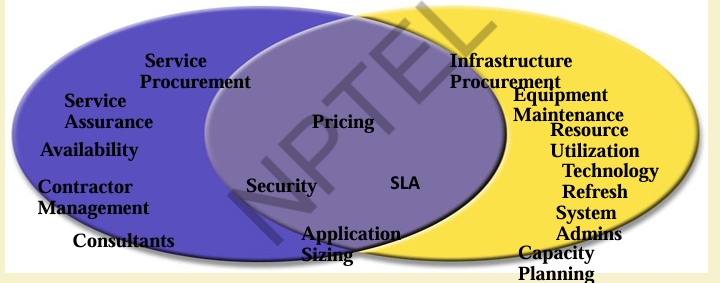 Service
Procurement
Service
Assurance
Availability
Contractor
Management
Consultants
Pricing
Security
SLA
Application
Sizing
Infrastructure
Procurement
Equipment
Maintenance
Resource
Utilization
Technology
Refresh
System
Admins
Capacity
Planning
NPTEL